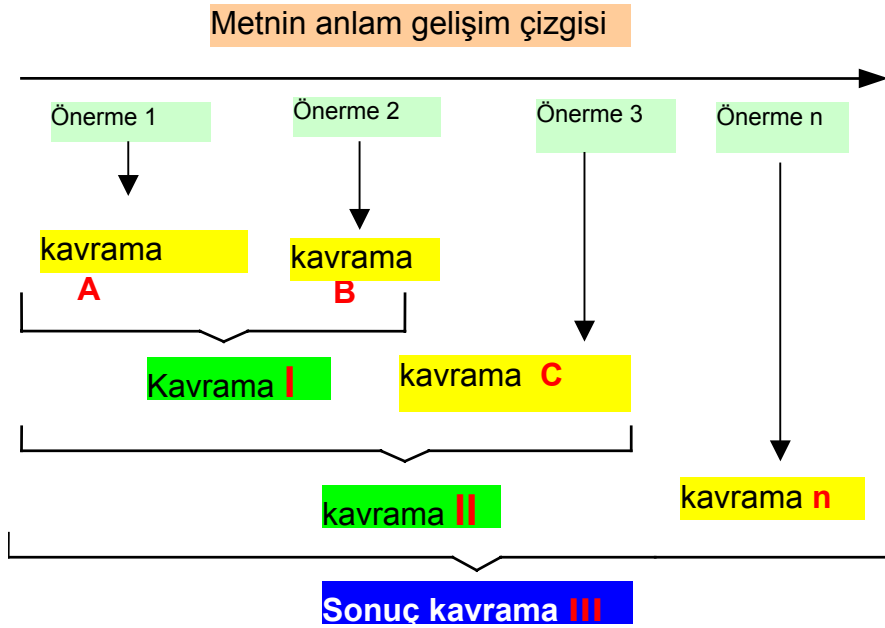 Metnin anlam gelişim çizgisi
Önerme 1
Önerme 2
Önerme 3
Önerme n
kavrama
A
kavrama
B
Kavrama I
kavrama C
kavrama II
kavrama n
Sonuç kavrama III